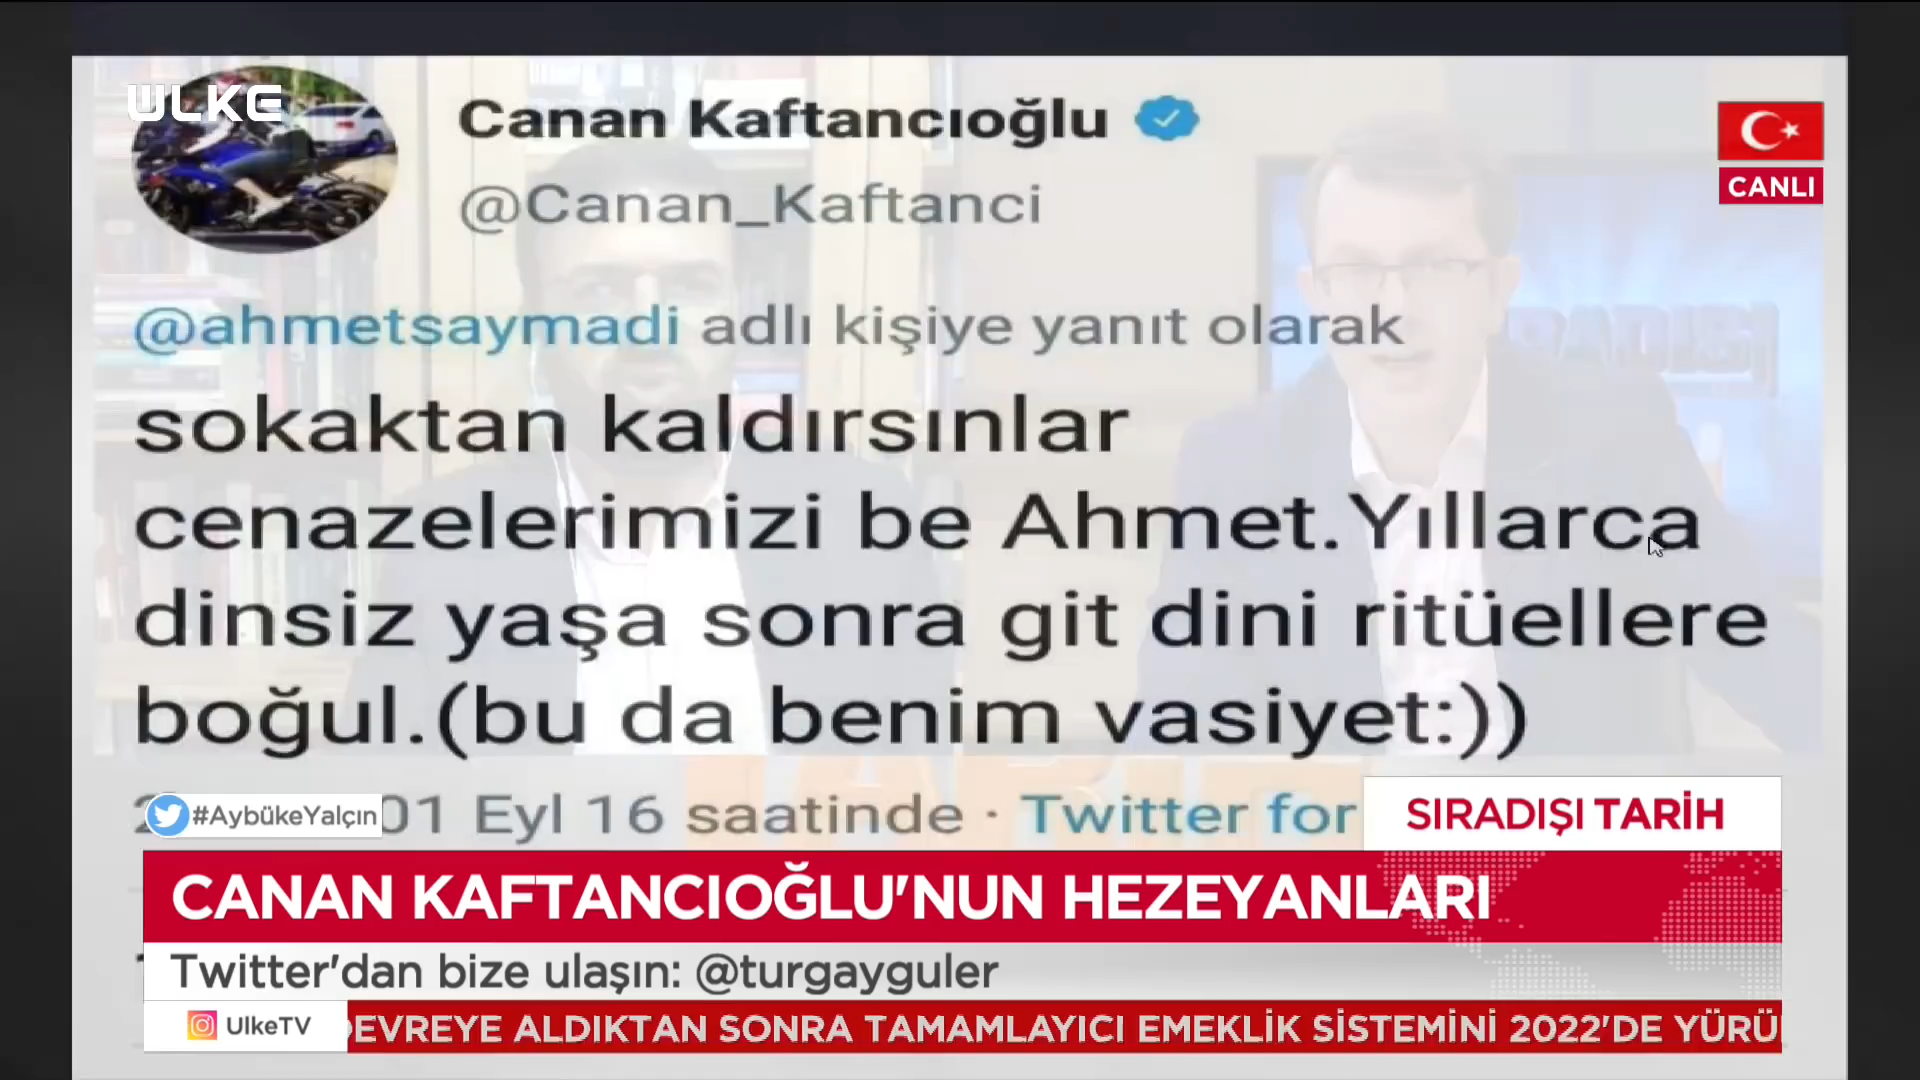 ULKE
Canan Kaftancıoğlu
@Canan_Kaftanci
CANLI
@ahmetsaymadi adlı kişiye yanıt olarak
sokaktan kaldırsınlar
cenazelerimizi be Ahmet.Yıllarca
dinsiz yaşa sonra git dini ritüellere
boğul.(bu da benim vasiyet:))
01 Eyl 16 saatinde · Twitter for
#AybükeYalçın
SIRADIŞI TARİH
CANAN KAFTANCIOĞLU'NUN HEZEYANLARI
Twitter'dan bize ulaşın: @turgayguler
UlkeTV
DEVREYE ALDIKTAN SONRA TAMAMLAYICI EMEKLİK SİSTEMİNİ 2022'DE YÜRÜ